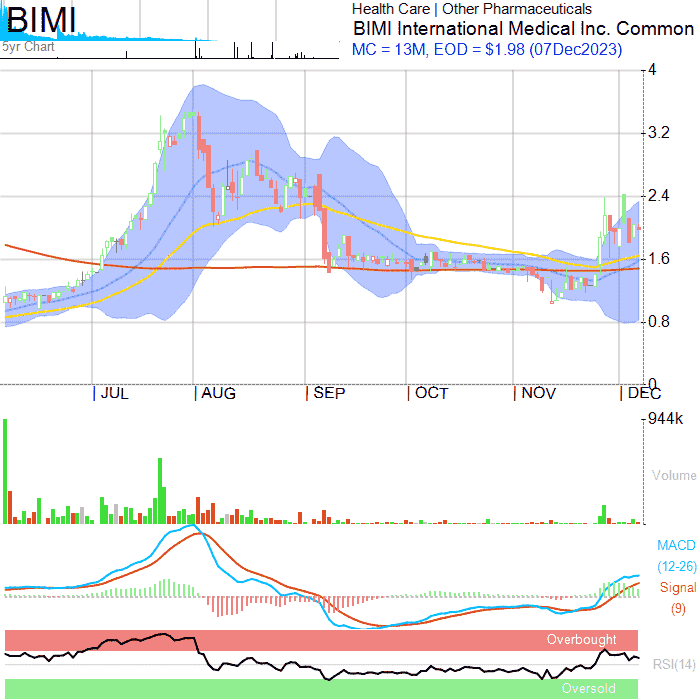 BIMI
5yr Chart
Health Care | Other Pharmaceuticals
BIMI International Medical Inc. Common
MC = 13M, EOD = $1.98 (07Dec2023)
4
3.2
2.4
1.6
0.8
0
JUL AUG SEP OCT NOV DEC
944k
Volume
MACD
(12-26)
Signal
(9)
Overbought
RSI(14)
Oversold